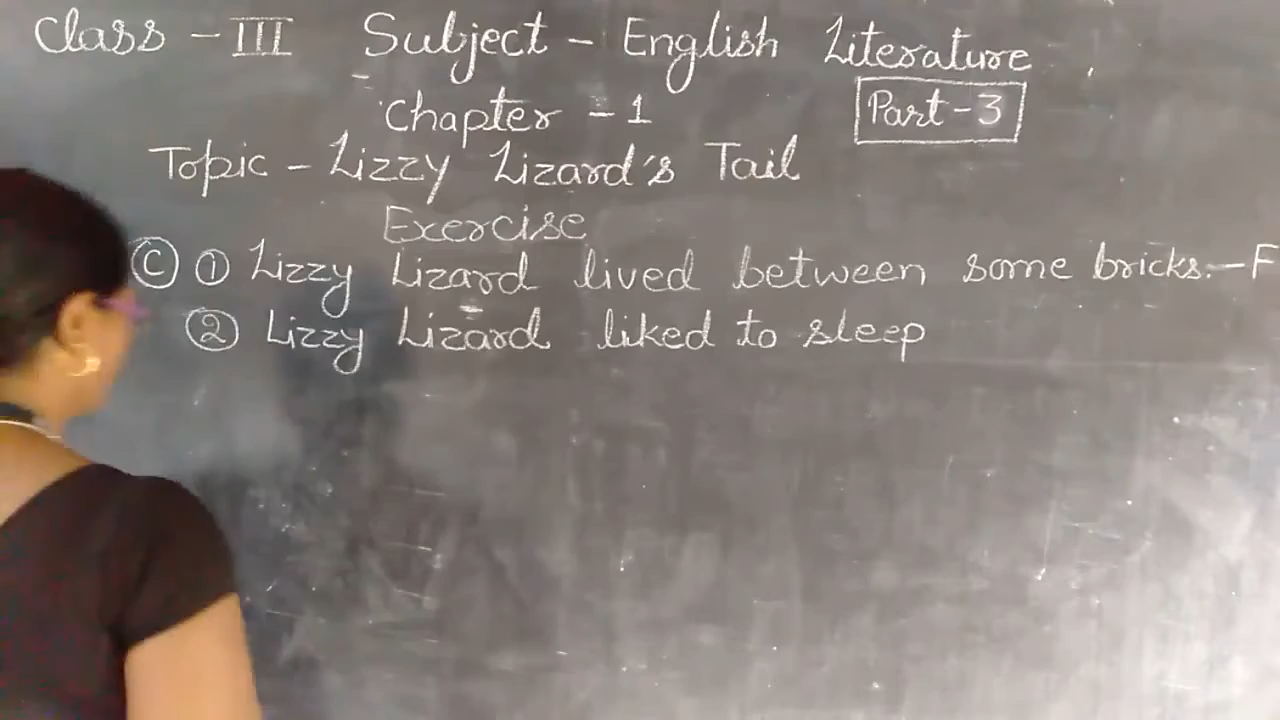 Class - III Subject - English Literature
Chapter - 1 Part-3
Topic - Lizzy Lizard's Tail
Exercise
(C) (1) Lizzy Lizard lived between some bricks. - F
(2) Lizzy Lizard liked to sleep